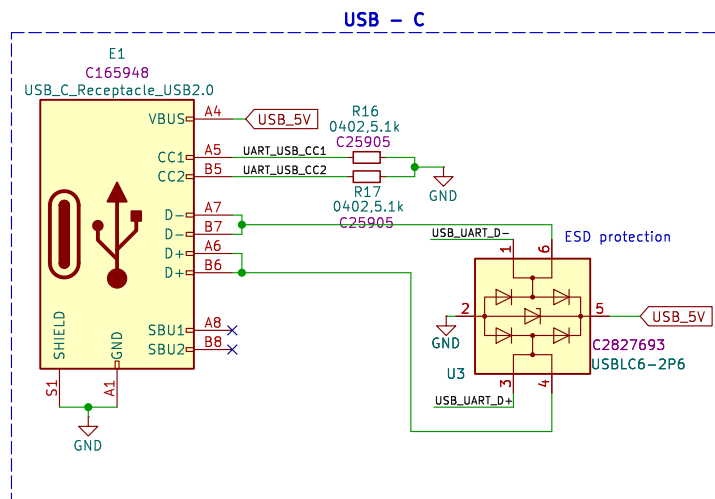 USB - C
E1
C165948
USB_C_Receptacle_USB2.0
VBUS
A4
USB_5V
CC1
A5
UART_USB_CC1
CC2
B5
UART_USB_CC2
R16
0402,5.1k
C25905
R17
0402,5.1k
C25905
GND
D-
A7
D-
B7
D+
A6
D+
B6
SBU1
A8
SBU2
B8
SHIELD
GND
S1
A1
GND
USB_UART_D-
1
6
ESD protection
2
5
GND
USB_5V
C2827693
USBLC6-2P6
U3
3
4
USB_UART_D+